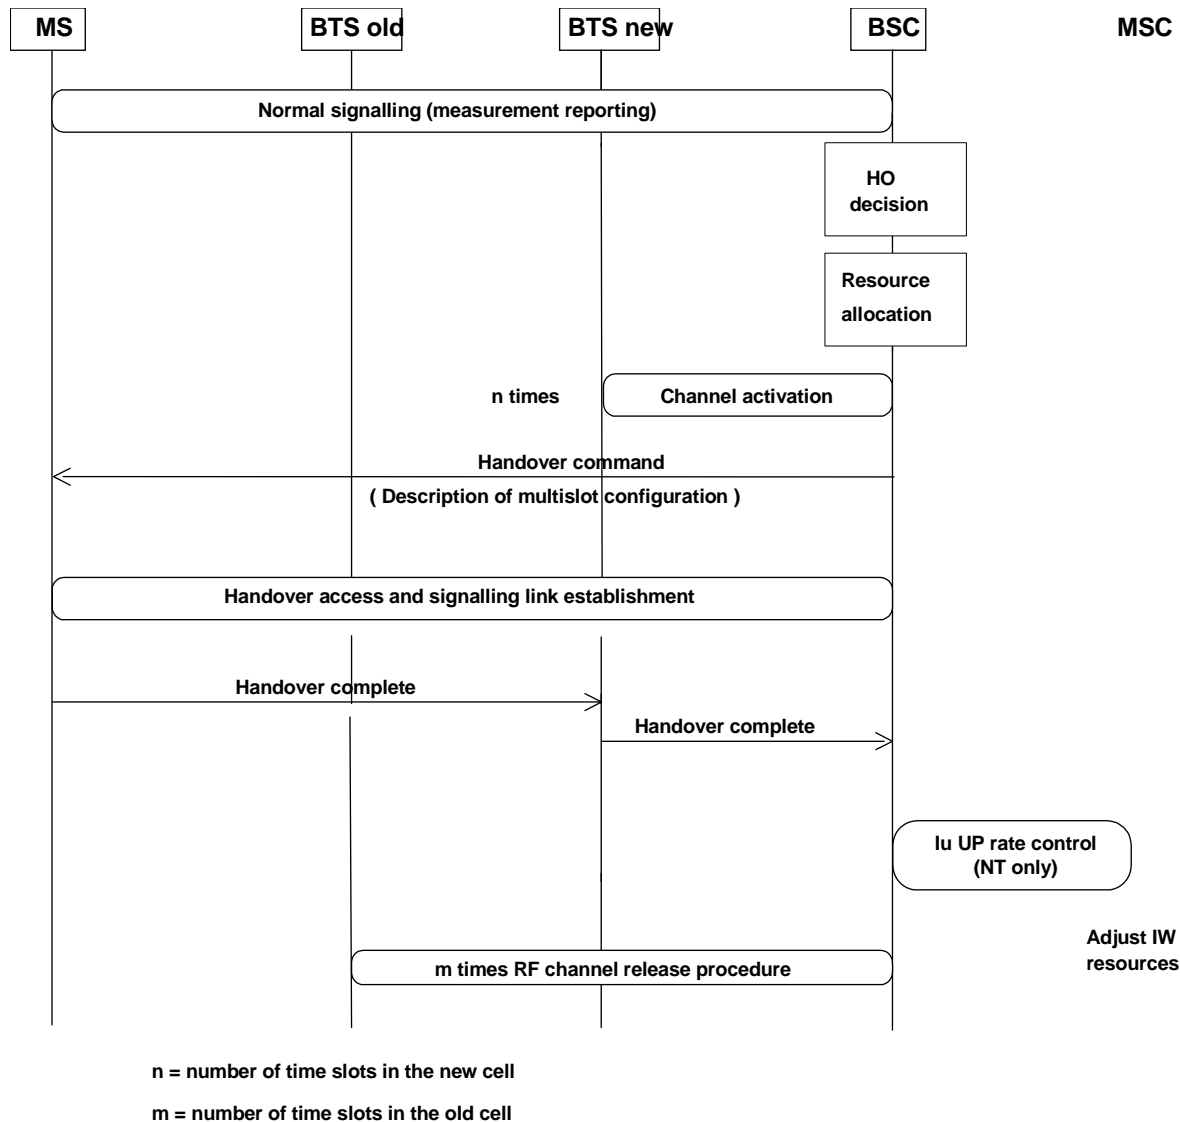 MS
BTS old
BTS new
BSC
MSC
Normal signalling (measurement reporting)
HO
decision
Resource
allocation
n times
Channel activation
Handover command
( Description of multislot configuration )
Handover access and signalling link establishment
Handover complete
Handover complete
Iu UP rate control
(NT only)
Adjust IW
resources
m times RF channel release procedure
n = number of time slots in the new cell
m = number of time slots in the old cell